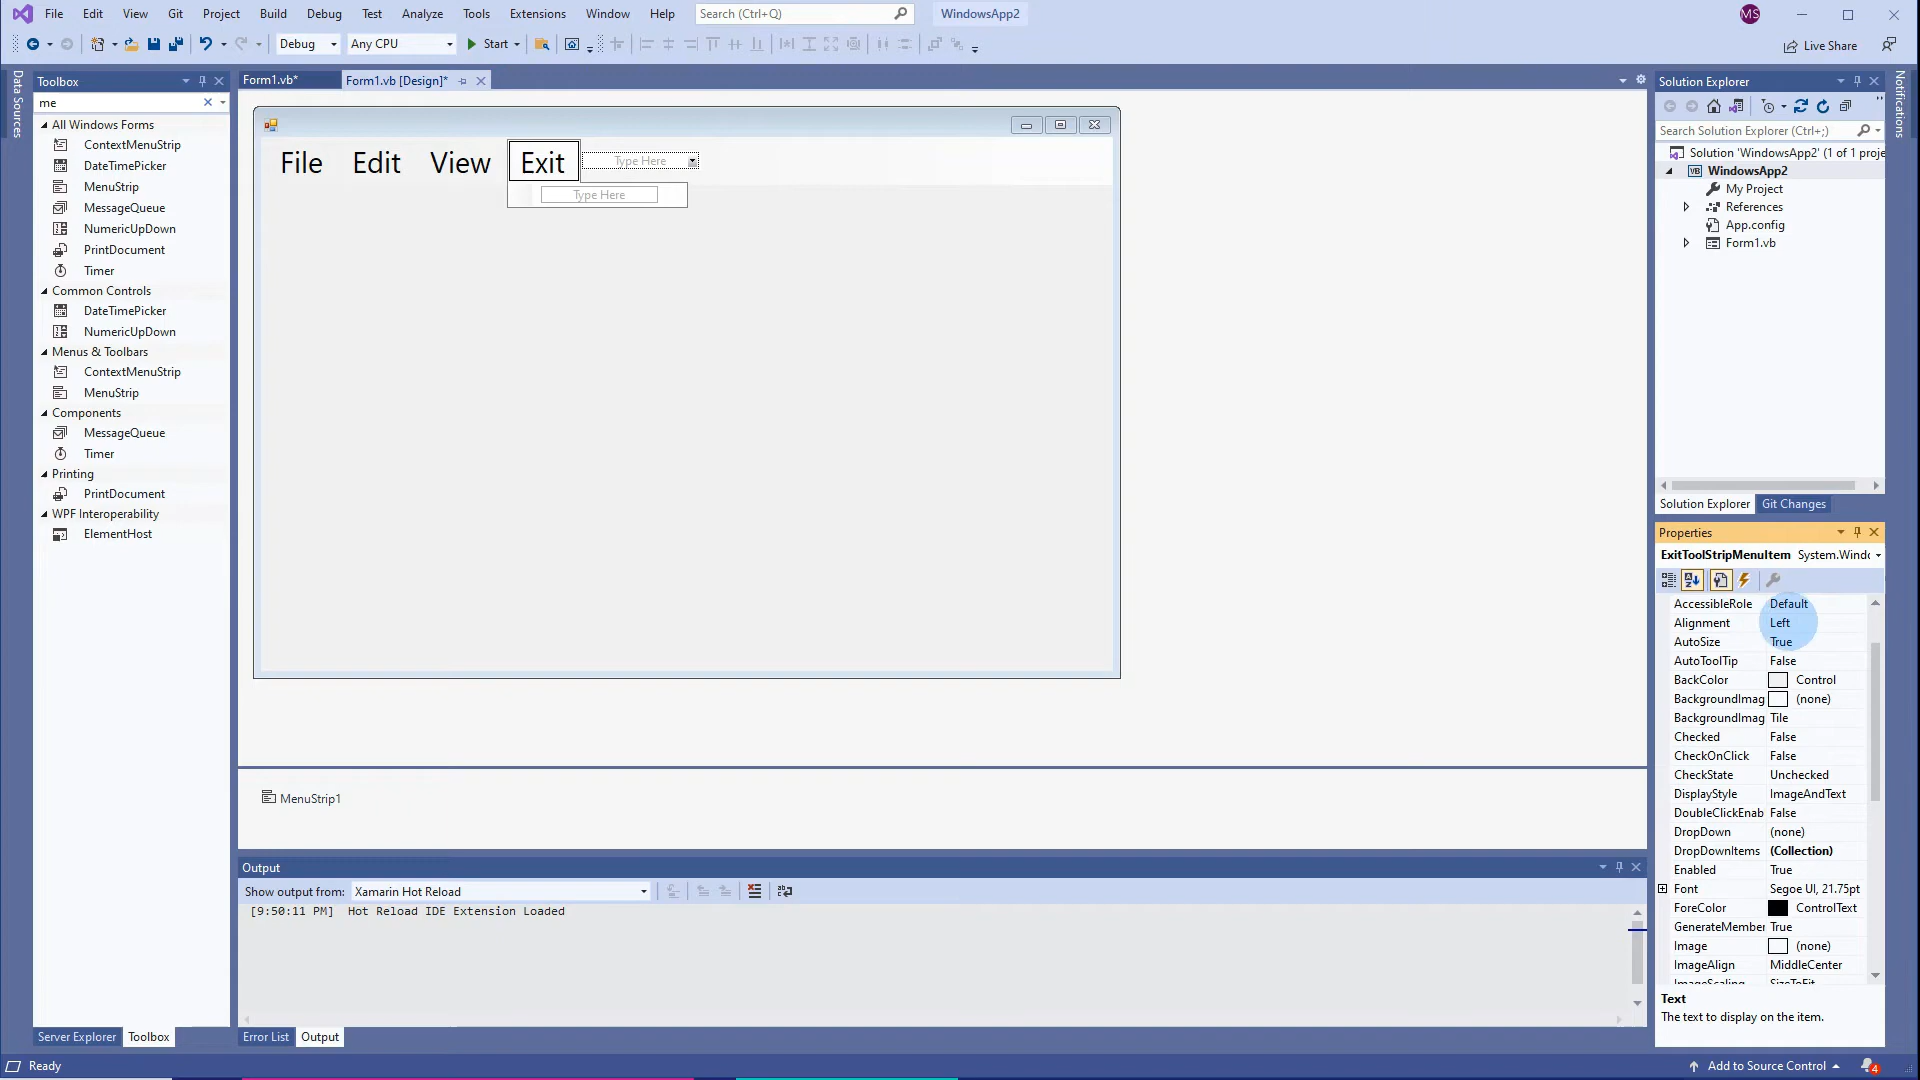 File Edit View Git Project Build Debug Test Analyze Tools Extensions Window Help Search (Ctrl+Q) WindowsApp2 MS
Debug Any CPU Start Live Share
Data Sources
Toolbox
me
All Windows Forms
ContextMenuStrip
DateTimePicker
MenuStrip
MessageQueue
NumericUpDown
PrintDocument
Timer
Common Controls
DateTimePicker
NumericUpDown
Menus & Toolbars
ContextMenuStrip
MenuStrip
Components
MessageQueue
Timer
Printing
PrintDocument
WPF Interoperability
ElementHost
Server Explorer Toolbox
Form1.vb* Form1.vb [Design]*
File Edit View Exit Type Here
Type Here
MenuStrip1
Output
Show output from: Xamarin Hot Reload
[9:50:11 PM] Hot Reload IDE Extension Loaded
Error List Output
Solution Explorer
Search Solution Explorer (Ctrl+;)
Solution 'WindowsApp2' (1 of 1 proje
VB WindowsApp2
My Project
References
App.config
Form1.vb
Solution Explorer Git Changes
Notifications
Properties
ExitToolStripMenuItem System.Windo
AccessibleRole Default
Alignment Left
AutoSize True
AutoToolTip False
BackColor Control
BackgroundImag (none)
BackgroundImag Tile
Checked False
CheckOnClick False
CheckState Unchecked
DisplayStyle ImageAndText
DoubleClickEnab False
DropDown (none)
DropDownItems (Collection)
Enabled True
Font Segoe UI, 21.75pt
ForeColor ControlText
GenerateMember True
Image (none)
ImageAlign MiddleCenter
ImageScaling SizeToFit
Text
The text to display on the item.
Ready Add to Source Control 4